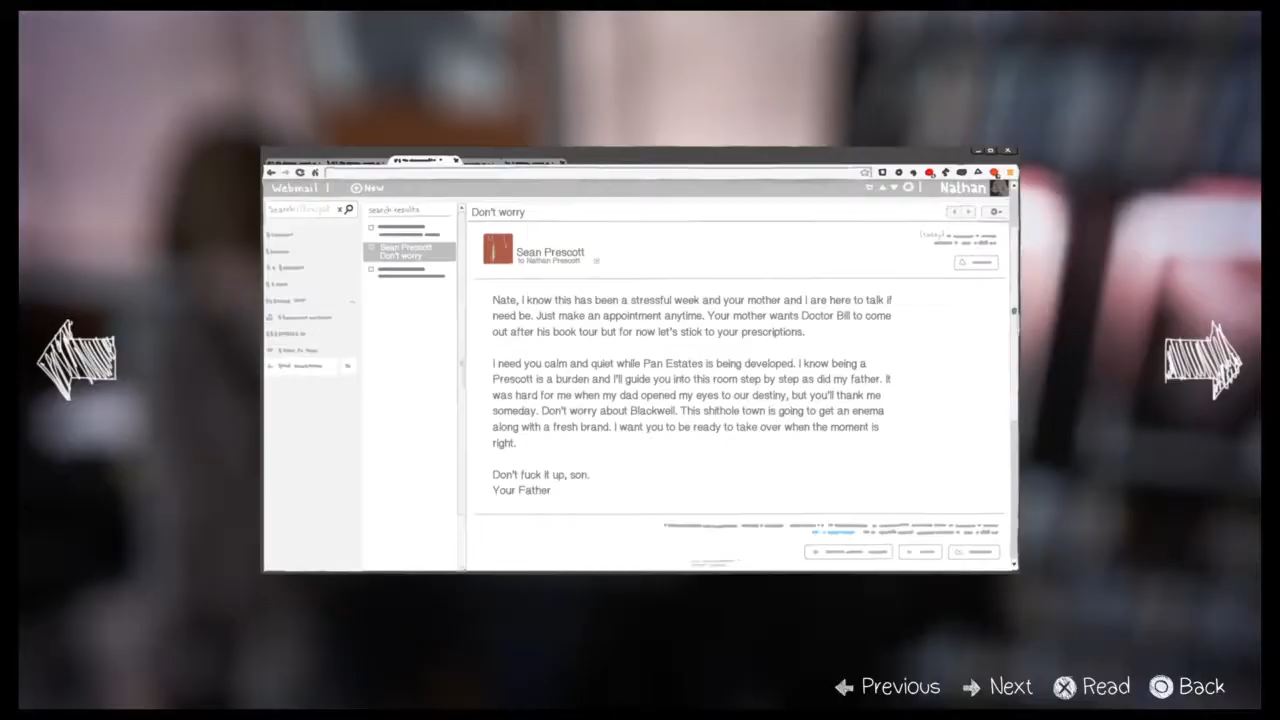 Webmail
New
Nathan
Search
search results
Don't worry
Sean Prescott
Don't worry
Sean Prescott
to Nathan Prescott
(today)
Nate, I know this has been a stressful week and your mother and I are here to talk if
need be. Just make an appointment anytime. Your mother wants Doctor Bill to come
out after his book tour but for now let's stick to your prescriptions.
I need you calm and quiet while Pan Estates is being developed. I know being a
Prescott is a burden and I'll guide you into this room step by step as did my father. It
was hard for me when my dad opened my eyes to our destiny, but you'll thank me
someday. Don't worry about Blackwell. This shithole town is going to get an enema
along with a fresh brand. I want you to be ready to take over when the moment is
right.
Don't fuck it up, son.
Your Father
Previous Next Read Back